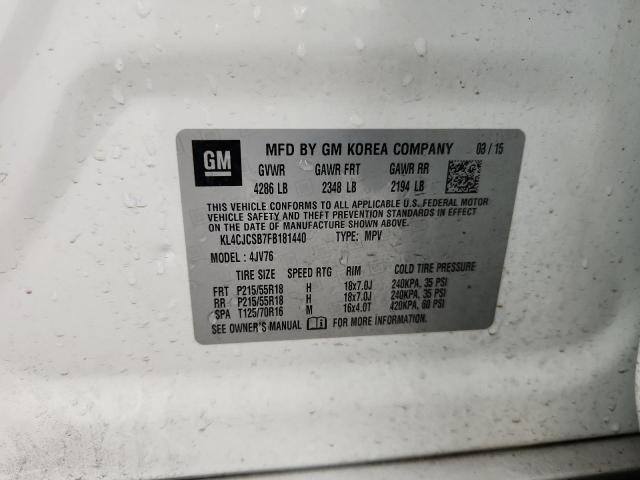 GM MFD BY GM KOREA COMPANY 03/15
GVWR GAWR FRT GAWR RR
4286 LB 2348 LB 2194 LB
THIS VEHICLE CONFORMS TO ALL APPLICABLE U.S. FEDERAL MOTOR
VEHICLE SAFETY AND THEFT PREVENTION STANDARDS IN EFFECT
ON THE DATE OF MANUFACTURE SHOWN ABOVE.
KL4CJCSB7FB181440 TYPE: MPV
MODEL : 4JV76
TIRE SIZE SPEED RTG RIM COLD TIRE PRESSURE
FRT P215/55R18 H 18x7.0J 240KPA, 35 PSI
RR P215/55R18 H 18x7.0J 240KPA, 35 PSI
SPA T125/70R16 M 16x4.0T 420KPA, 60 PSI
SEE OWNER'S MANUAL FOR MORE INFORMATION.